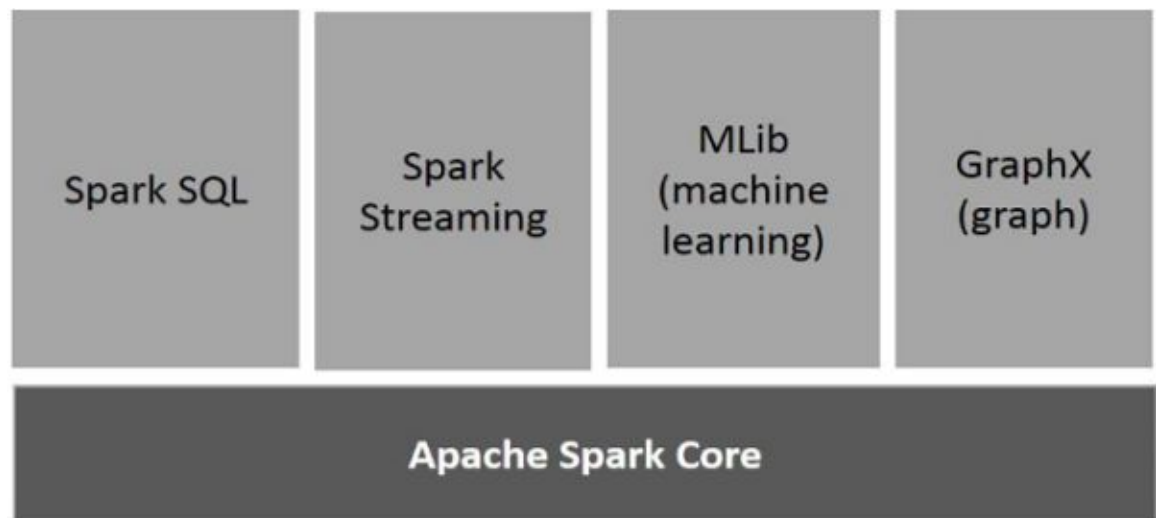 Spark SQL
Spark
Streaming
MLib
(machine
learning)
GraphX
(graph)
Apache Spark Core